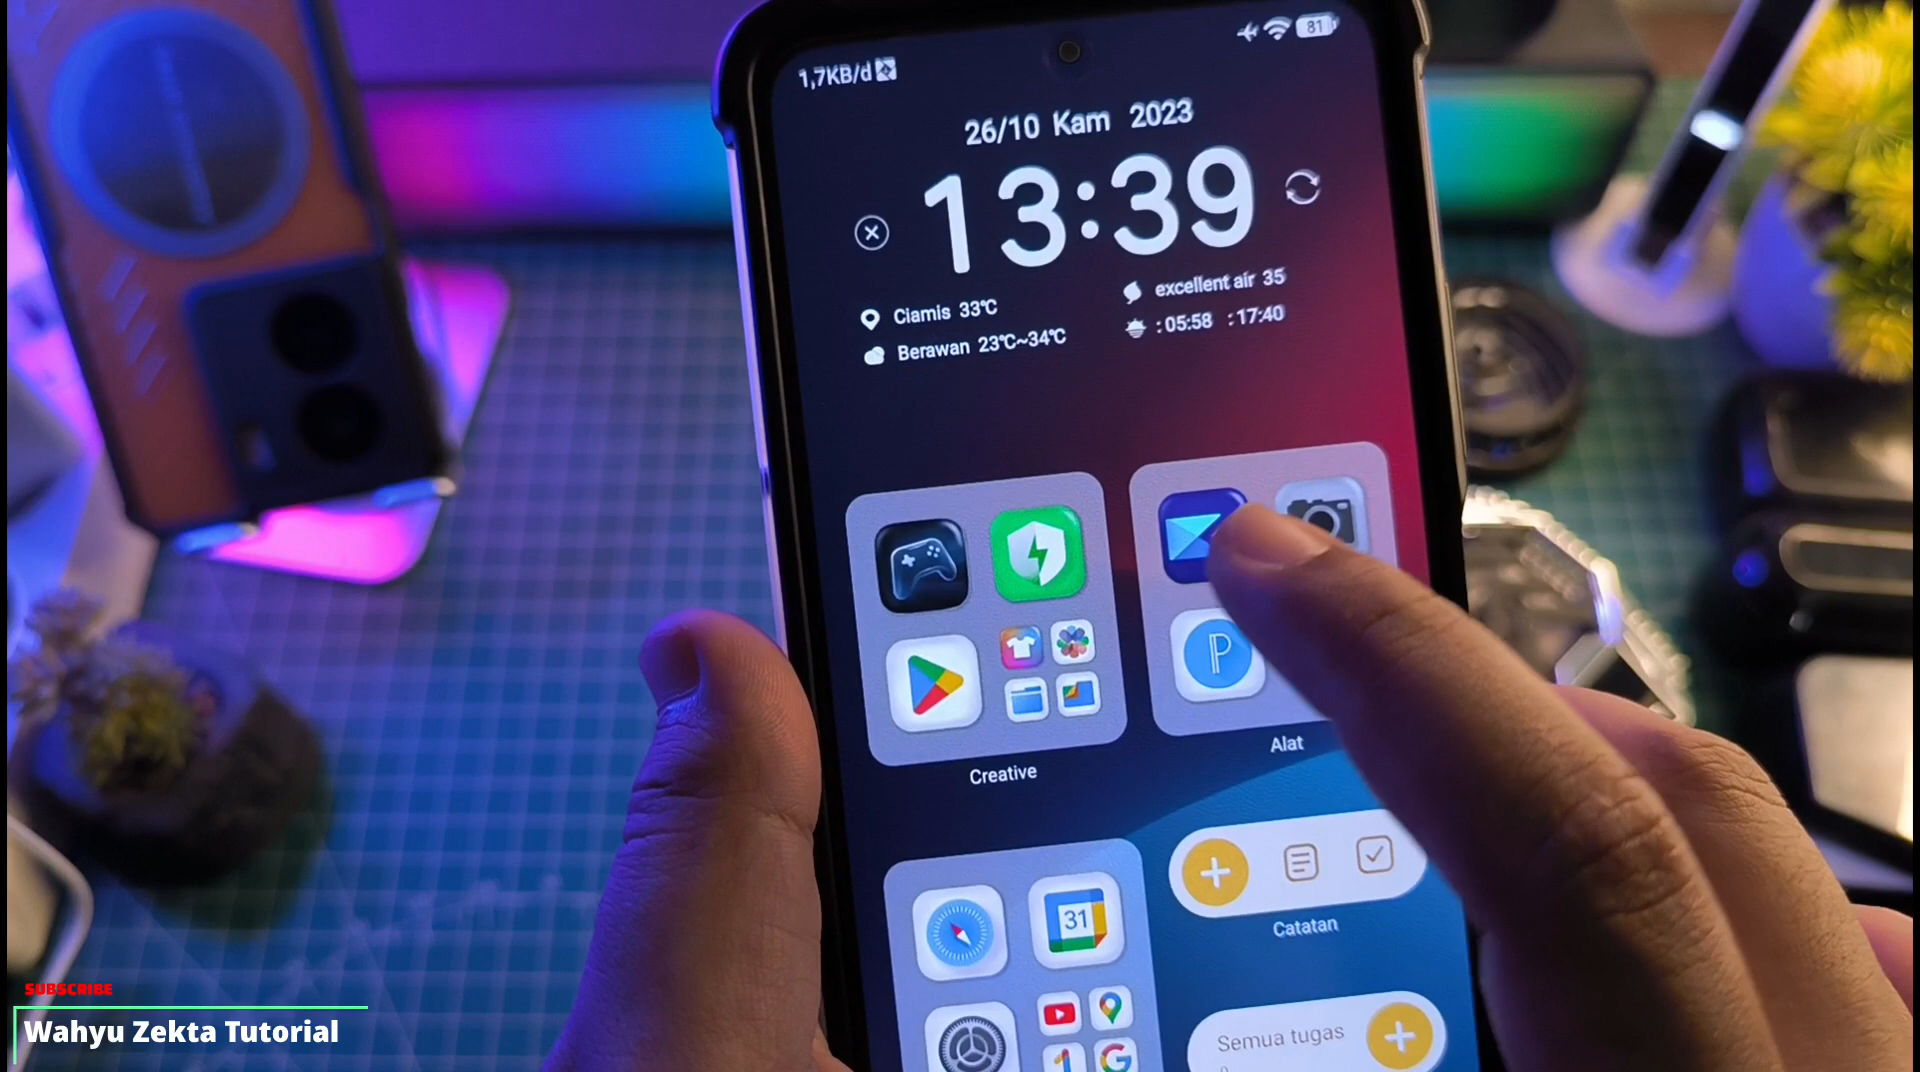 1,7KB/d
81
26/10 Kam 2023
13:39
Ciamis 33℃
excellent air 35
Berawan 23℃~34℃
:05:58 :17:40
P
Creative
Alat
31
Catatan
Semua tugas
SUBSCRIBE
Wahyu Zekta Tutorial